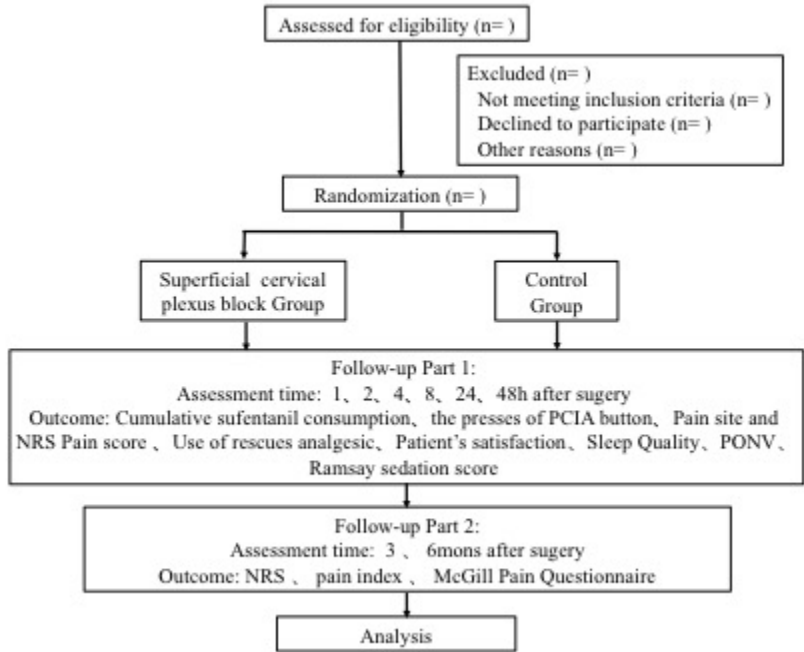 Assessed for eligibility (n= )
Excluded (n= )
Not meeting inclusion criteria (n= )
Declined to participate (n= )
Other reasons (n= )
Randomization (n= )
Superficial cervical
plexus block Group
Control
Group
Follow-up Part 1:
Assessment time: 1、2、4、8、24、48h after sugery
Outcome: Cumulative sufentanil consumption、the presses of PCIA button、Pain site and
NRS Pain score 、Use of rescues analgesic、Patient's satisfaction、Sleep Quality、PONV、
Ramsay sedation score
Follow-up Part 2:
Assessment time: 3 、 6mons after sugery
Outcome: NRS 、 pain index 、 McGill Pain Questionnaire
Analysis